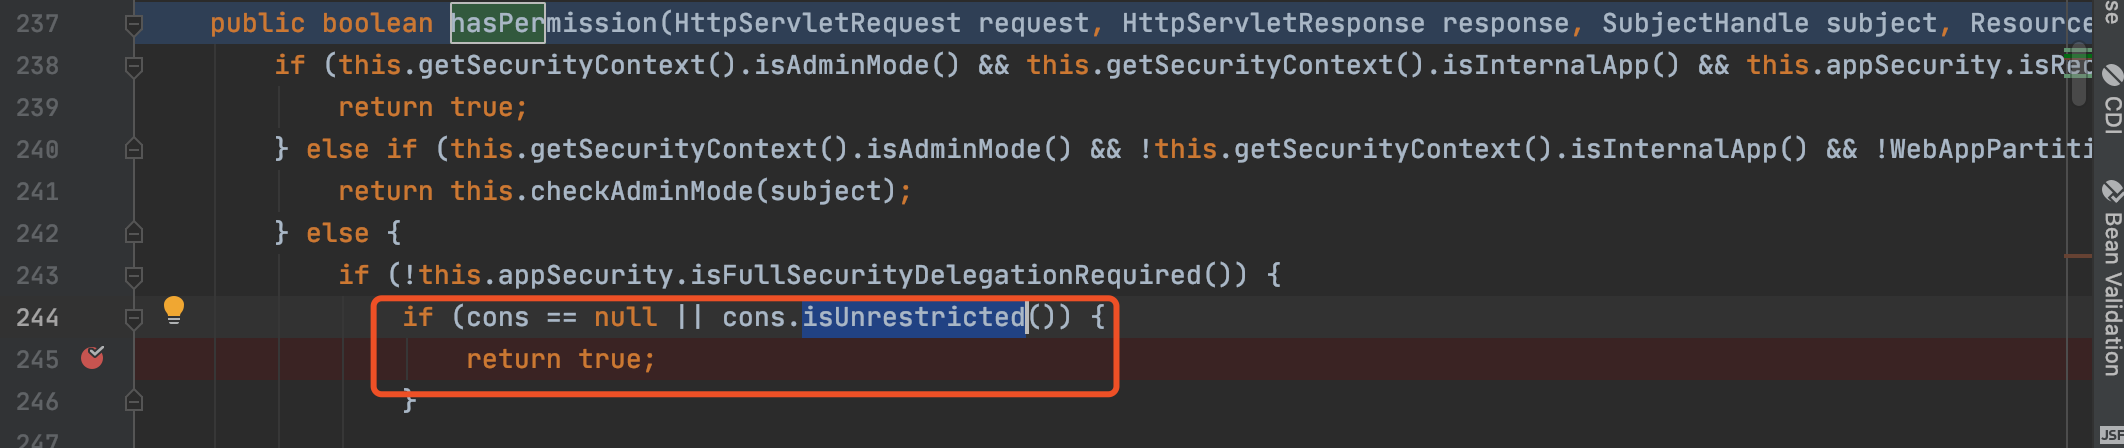 237 public boolean hasPermission(HttpServletRequest request, HttpServletResponse response, SubjectHandle subject, Resource
238 if (this.getSecurityContext().isAdminMode() && this.getSecurityContext().isInternalApp() && this.appSecurity.isRe
239 return true;
240 } else if (this.getSecurityContext().isAdminMode() && !this.getSecurityContext().isInternalApp() && !WebAppPartiti
241 return this.checkAdminMode(subject);
242 } else {
243 if (!this.appSecurity.isFullSecurityDelegationRequired()) {
244 if (cons == null || cons.isUnrestricted()) {
245 return true;
246 }
247
se
CDI
Bean Validation
JSF